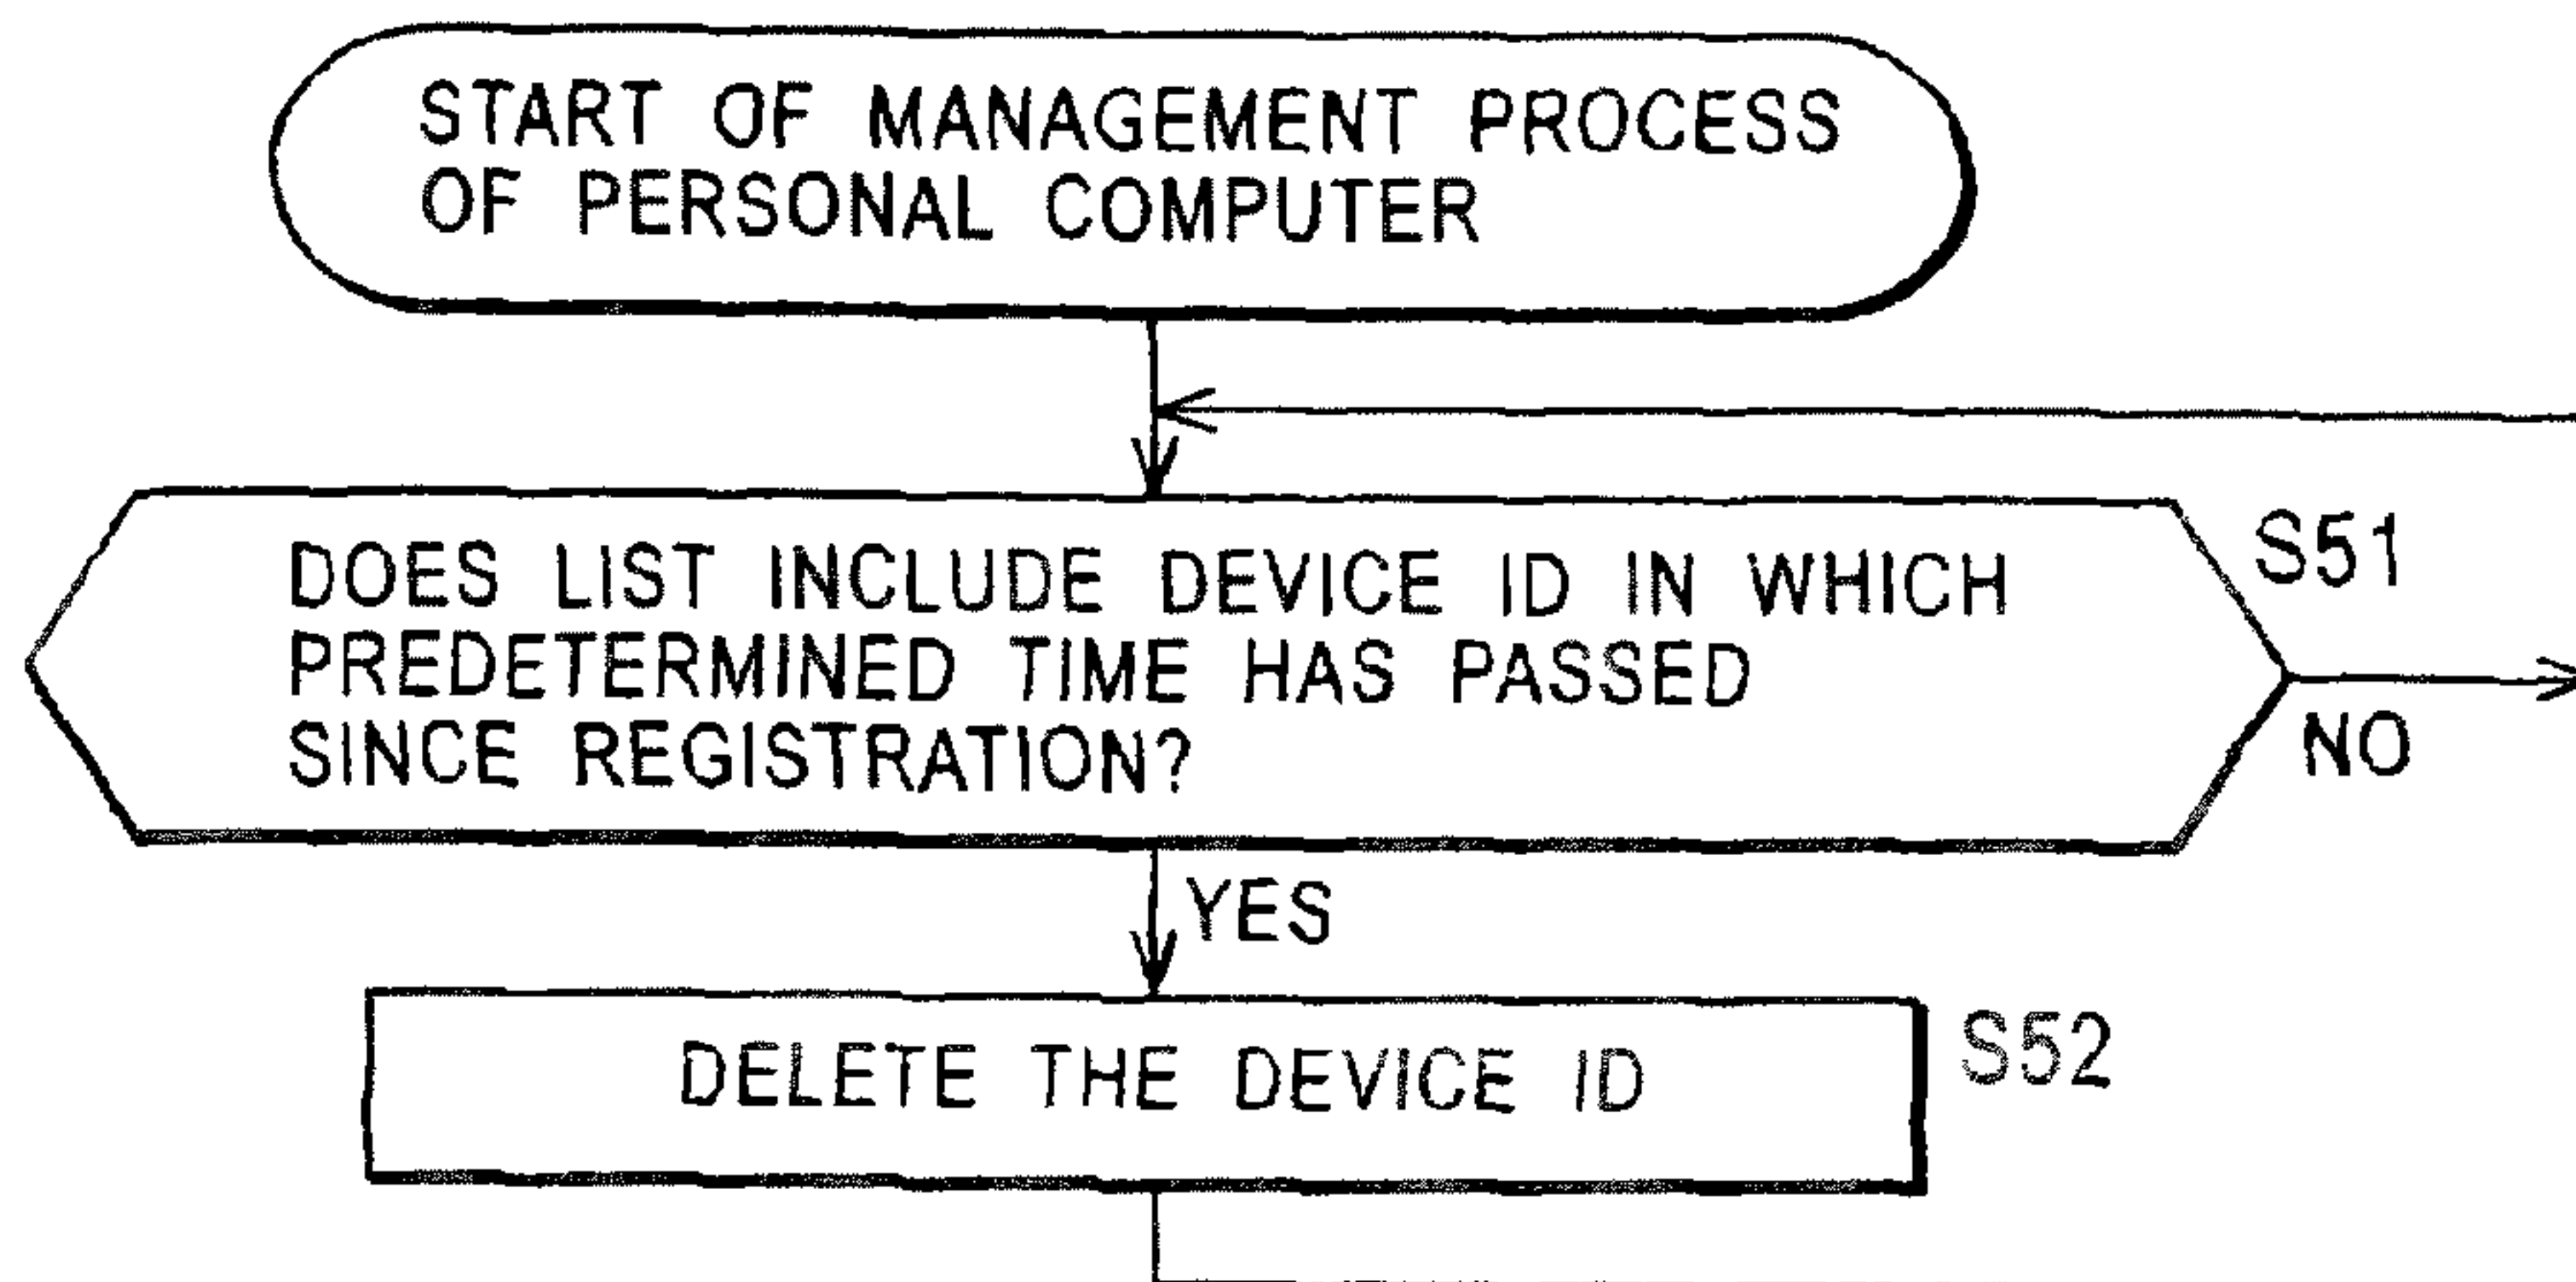 START OF MANAGEMENT PROCESS
OF PERSONAL COMPUTER
DOES LIST INCLUDE DEVICE ID IN WHICH
PREDETERMINED TIME HAS PASSED
SINCE REGISTRATION?
S51
NO
YES
DELETE THE DEVICE ID
S52